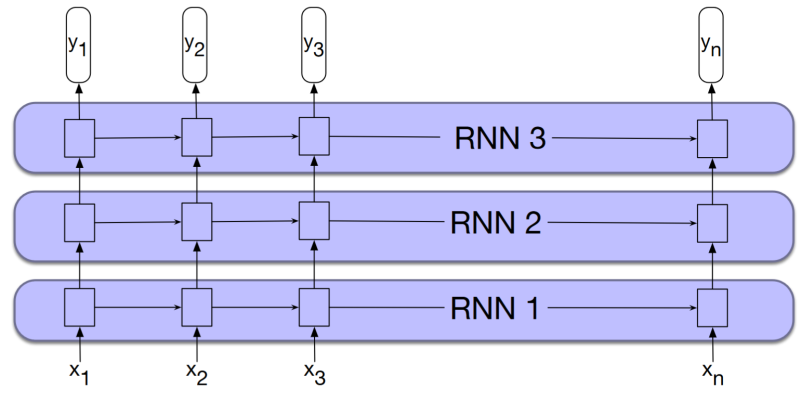 y1 y2 y3 yn
RNN 3
RNN 2
RNN 1
x1 x2 x3 xn